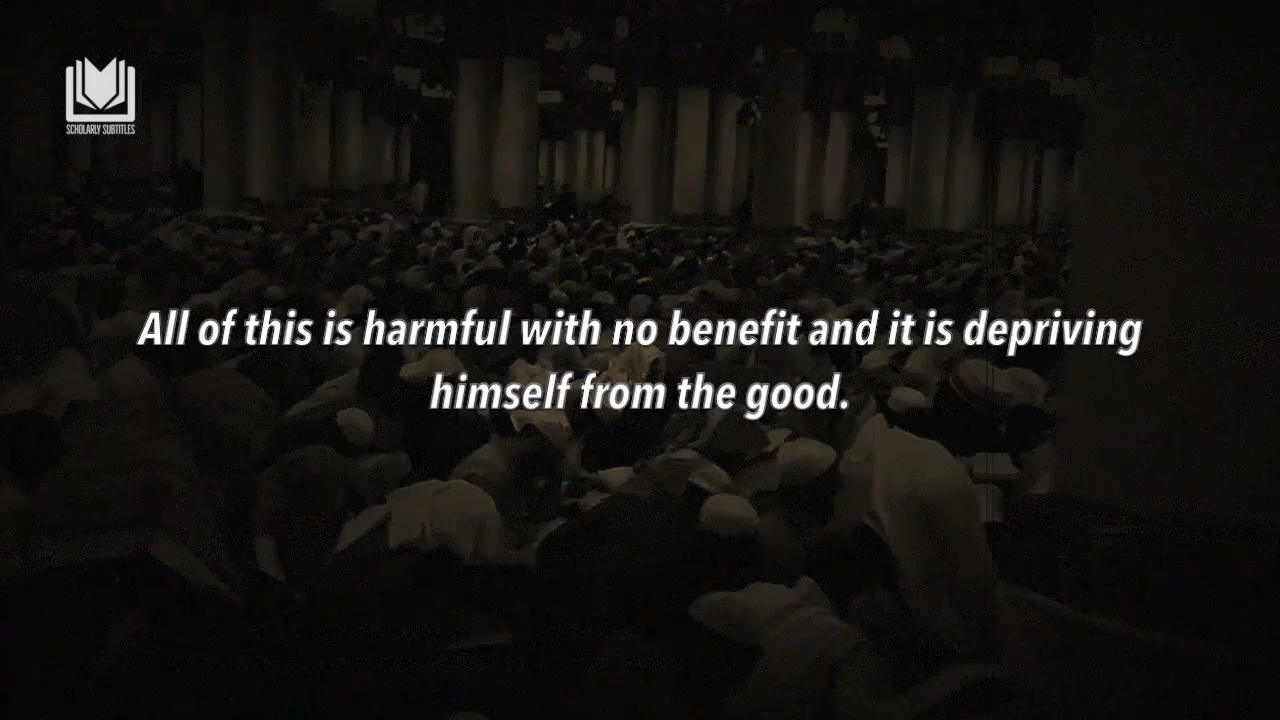 SCHOLARLY SUBTITLES
All of this is harmful with no benefit and it is depriving
himself from the good.